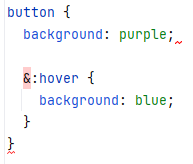 button {
  background: purple;

  &:hover {
    background: blue;
  }
}